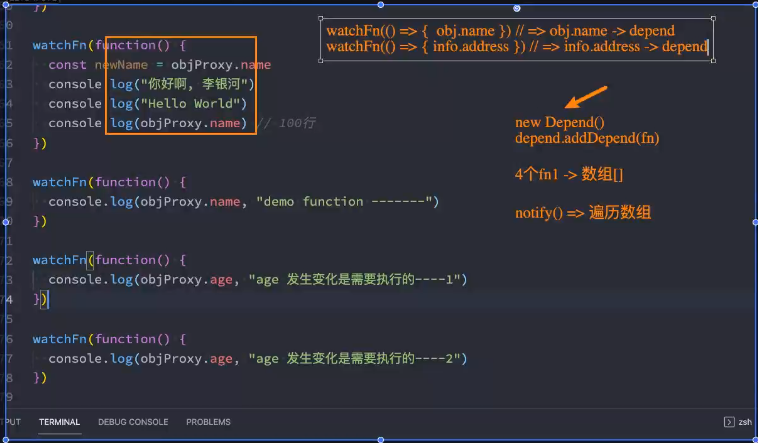 })
watchFn(function() {
const newName = objProxy.name
console log("你好啊, 李银河")
console log("Hello World")
console log(objProxy.name) // 100行
})
watchFn(function() {
console.log(objProxy.name, "demo function -------")
})
watchFn(function() {
console.log(objProxy.age, "age 发生变化是需要执行的----1")
})
watchFn(function() {
console.log(objProxy.age, "age 发生变化是需要执行的----2")
})
watchFn(() => { obj.name }) // => obj.name -> depend
watchFn(() => { info.address }) // => info.address -> depend
new Depend()
depend.addDepend(fn)
4个fn1 -> 数组[]
notify() => 遍历数组
TPUT TERMINAL DEBUG CONSOLE PROBLEMS zsh